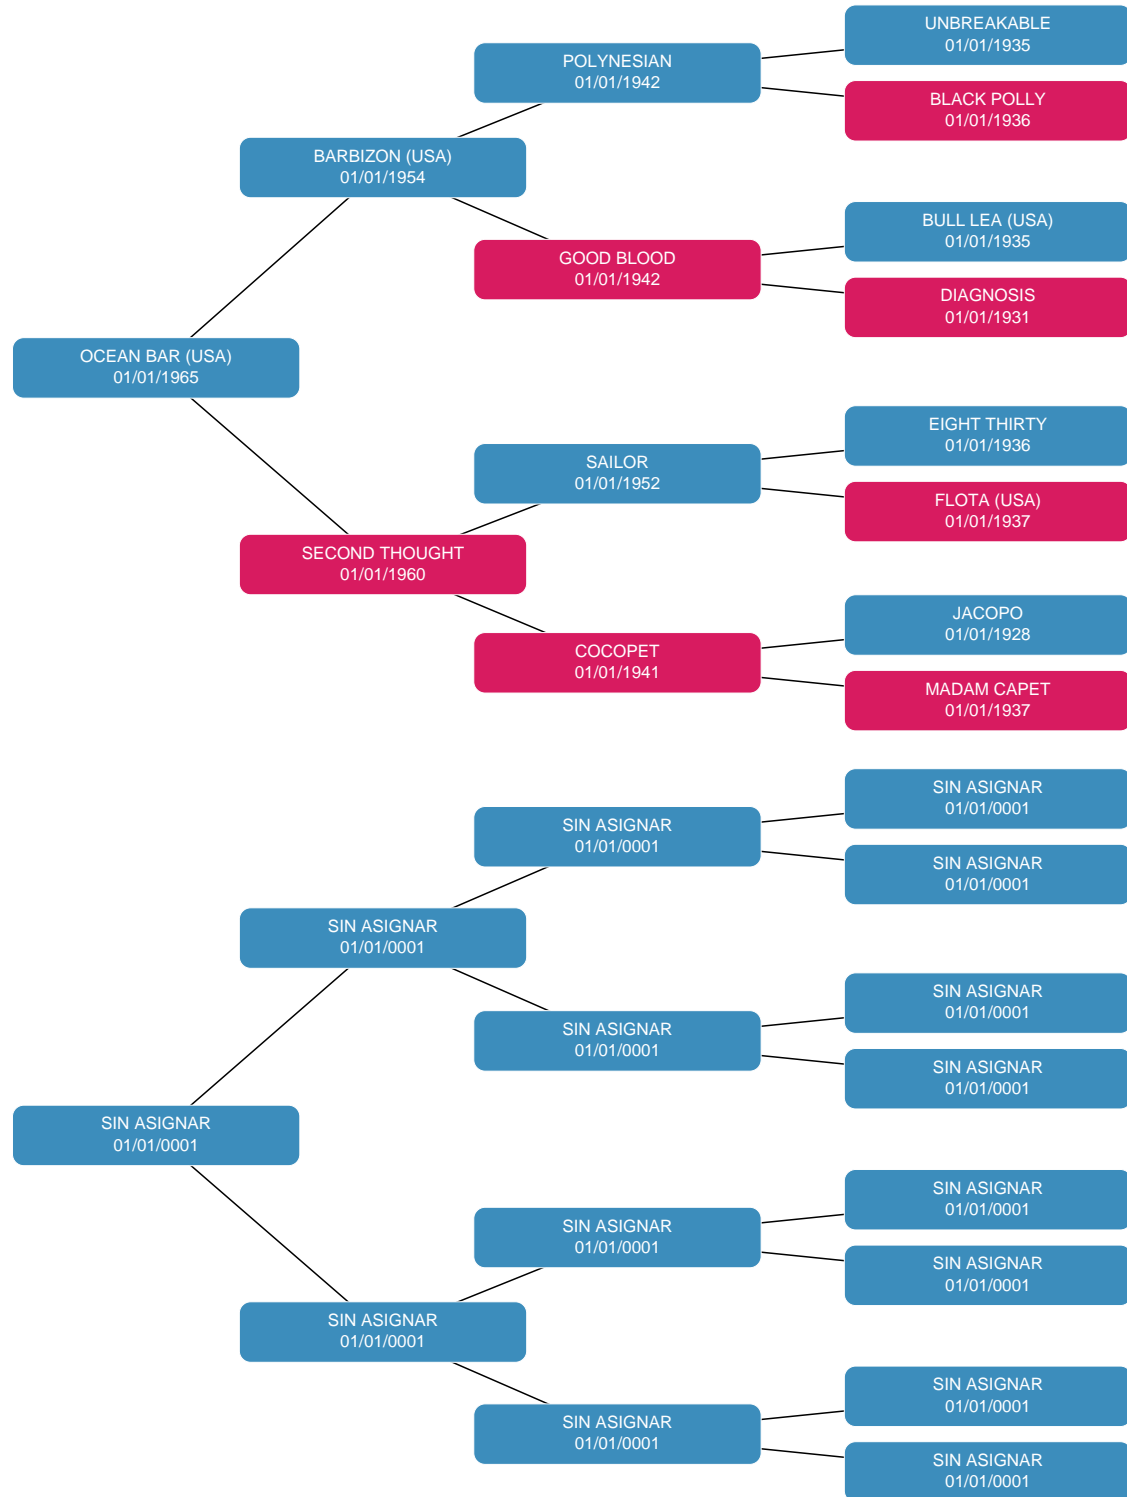 UNBREAKABLE
01/01/1935
POLYNESIAN
01/01/1942
BLACK POLLY
01/01/1936
BARBIZON (USA)
01/01/1954
BULL LEA (USA)
01/01/1935
GOOD BLOOD
01/01/1942
DIAGNOSIS
01/01/1931
OCEAN BAR (USA)
01/01/1965
EIGHT THIRTY
01/01/1936
SAILOR
01/01/1952
FLOTA (USA)
01/01/1937
SECOND THOUGHT
01/01/1960
JACOPO
01/01/1928
COCOPET
01/01/1941
MADAM CAPET
01/01/1937
SIN ASIGNAR
01/01/0001
SIN ASIGNAR
01/01/0001
SIN ASIGNAR
01/01/0001
SIN ASIGNAR
01/01/0001
SIN ASIGNAR
01/01/0001
SIN ASIGNAR
01/01/0001
SIN ASIGNAR
01/01/0001
SIN ASIGNAR
01/01/0001
SIN ASIGNAR
01/01/0001
SIN ASIGNAR
01/01/0001
SIN ASIGNAR
01/01/0001
SIN ASIGNAR
01/01/0001
SIN ASIGNAR
01/01/0001
SIN ASIGNAR
01/01/0001
SIN ASIGNAR
01/01/0001